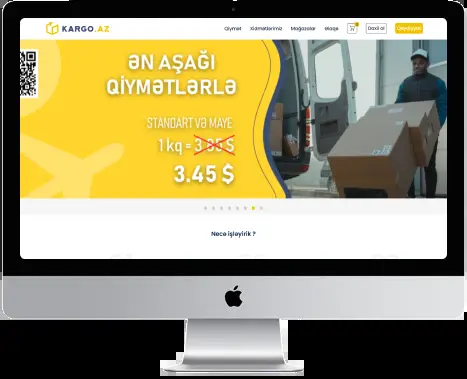 KARGO.AZ
Qiymət Xidmətlərimiz Mağazalar Əlaqə Daxil ol Qeydiyyat
ƏN AŞAĞI
QİYMƏTLƏRLƏ
STANDART VƏ MAYE
1 kq = 3.85 $
3.45 $
Necə işləyirik ?